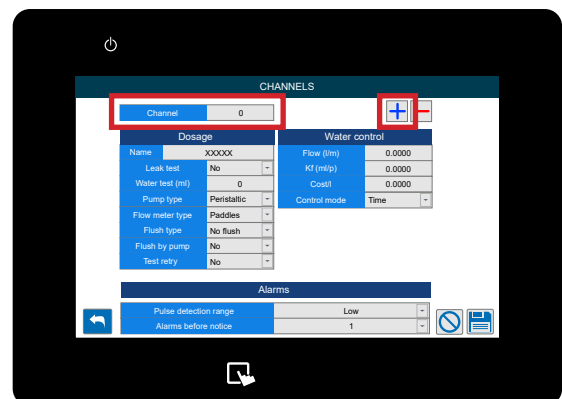 CHANNELS
Channel 0
Dosage
Name XXXXX
Leak test No
Water test (ml) 0
Pump type Peristaltic
Flow meter type Paddles
Flush type No flush
Flush by pump No
Test retry No
Water control
Flow (l/m) 0.0000
Kf (ml/p) 0.0000
Cost/l 0.0000
Control mode Time
Alarms
Pulse detection range Low
Alarms before notice 1